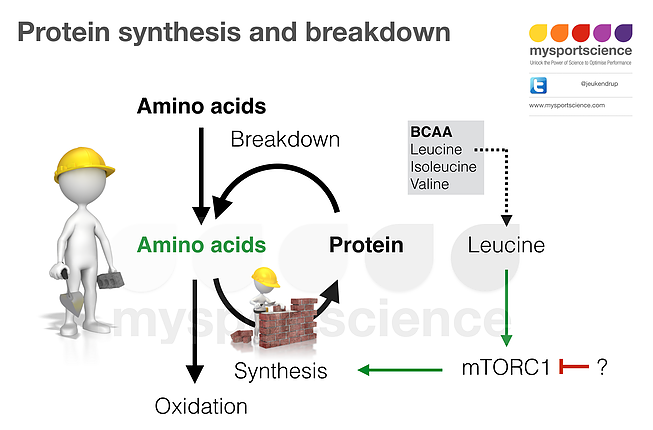 Protein synthesis and breakdown
mysportscience
Unlock the Power of Science to Optimise Performance
@jeukendrup
www.mysportscience.com
Amino acids
Breakdown
BCAA
Leucine
Isoleucine
Valine
Amino acids
Protein
Leucine
mysportscience
Synthesis
mTORC1
?
Oxidation